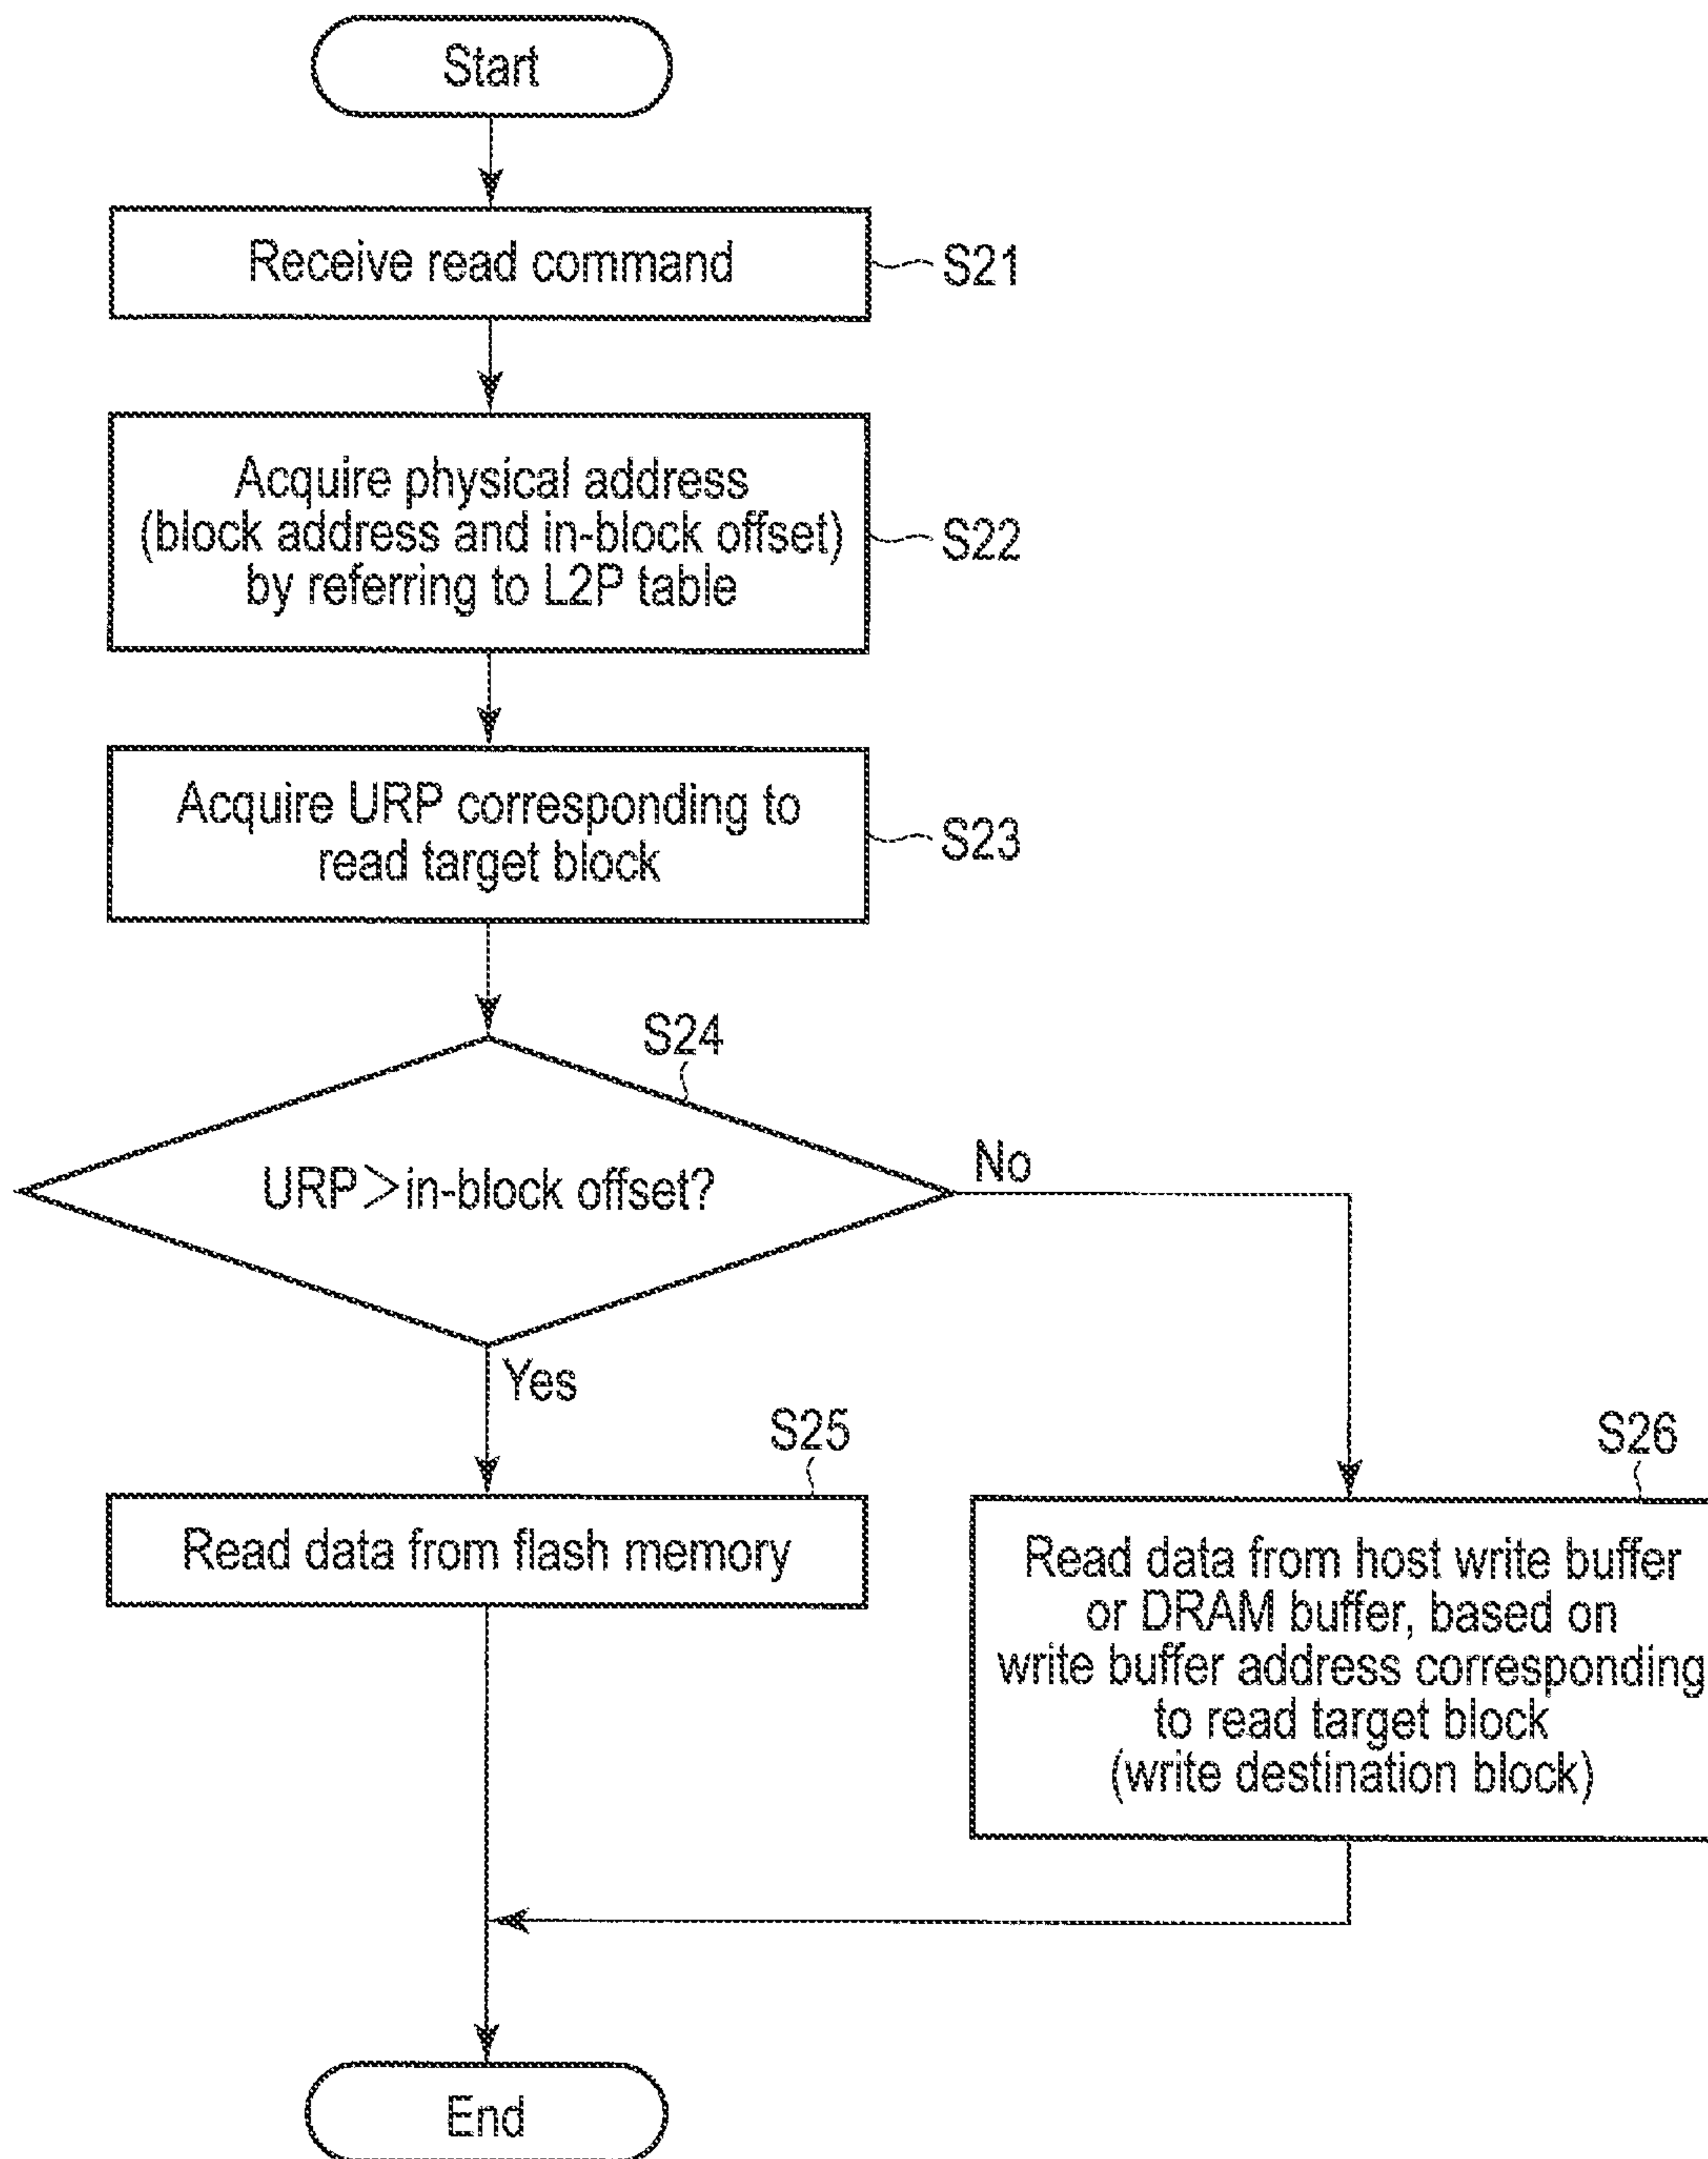 Start
Receive read command
S21
Acquire physical address
(block address and in-block offset)
by referring to L2P table
S22
Acquire URP corresponding to
read target block
S23
S24
URP>in-block offset?
No
Yes
S25
Read data from flash memory
S26
Read data from host write buffer
or DRAM buffer, based on
write buffer address corresponding
to read target block
(write destination block)
End